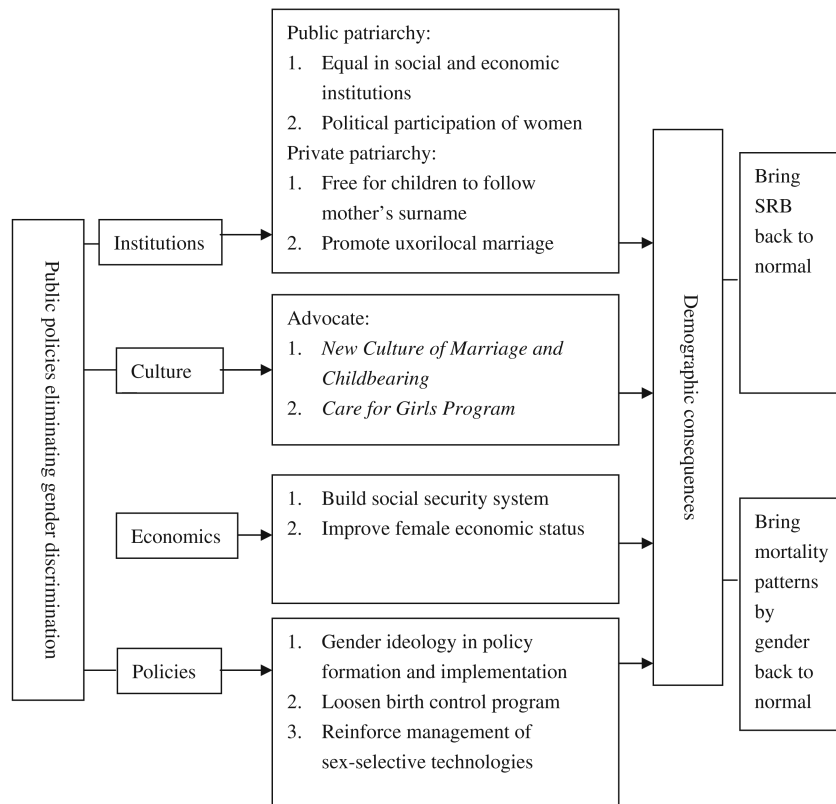 Public policies eliminating gender discrimination
Institutions
Public patriarchy:
1. Equal in social and economic
institutions
2. Political participation of women
Private patriarchy:
1. Free for children to follow
mother's surname
2. Promote uxorilocal marriage
Culture
Advocate:
1. New Culture of Marriage and
Childbearing
2. Care for Girls Program
Economics
1. Build social security system
2. Improve female economic status
Policies
1. Gender ideology in policy
formation and implementation
2. Loosen birth control program
3. Reinforce management of
sex-selective technologies
Demographic consequences
Bring
SRB
back to
normal
Bring
mortality
patterns
by
gender
back to
normal